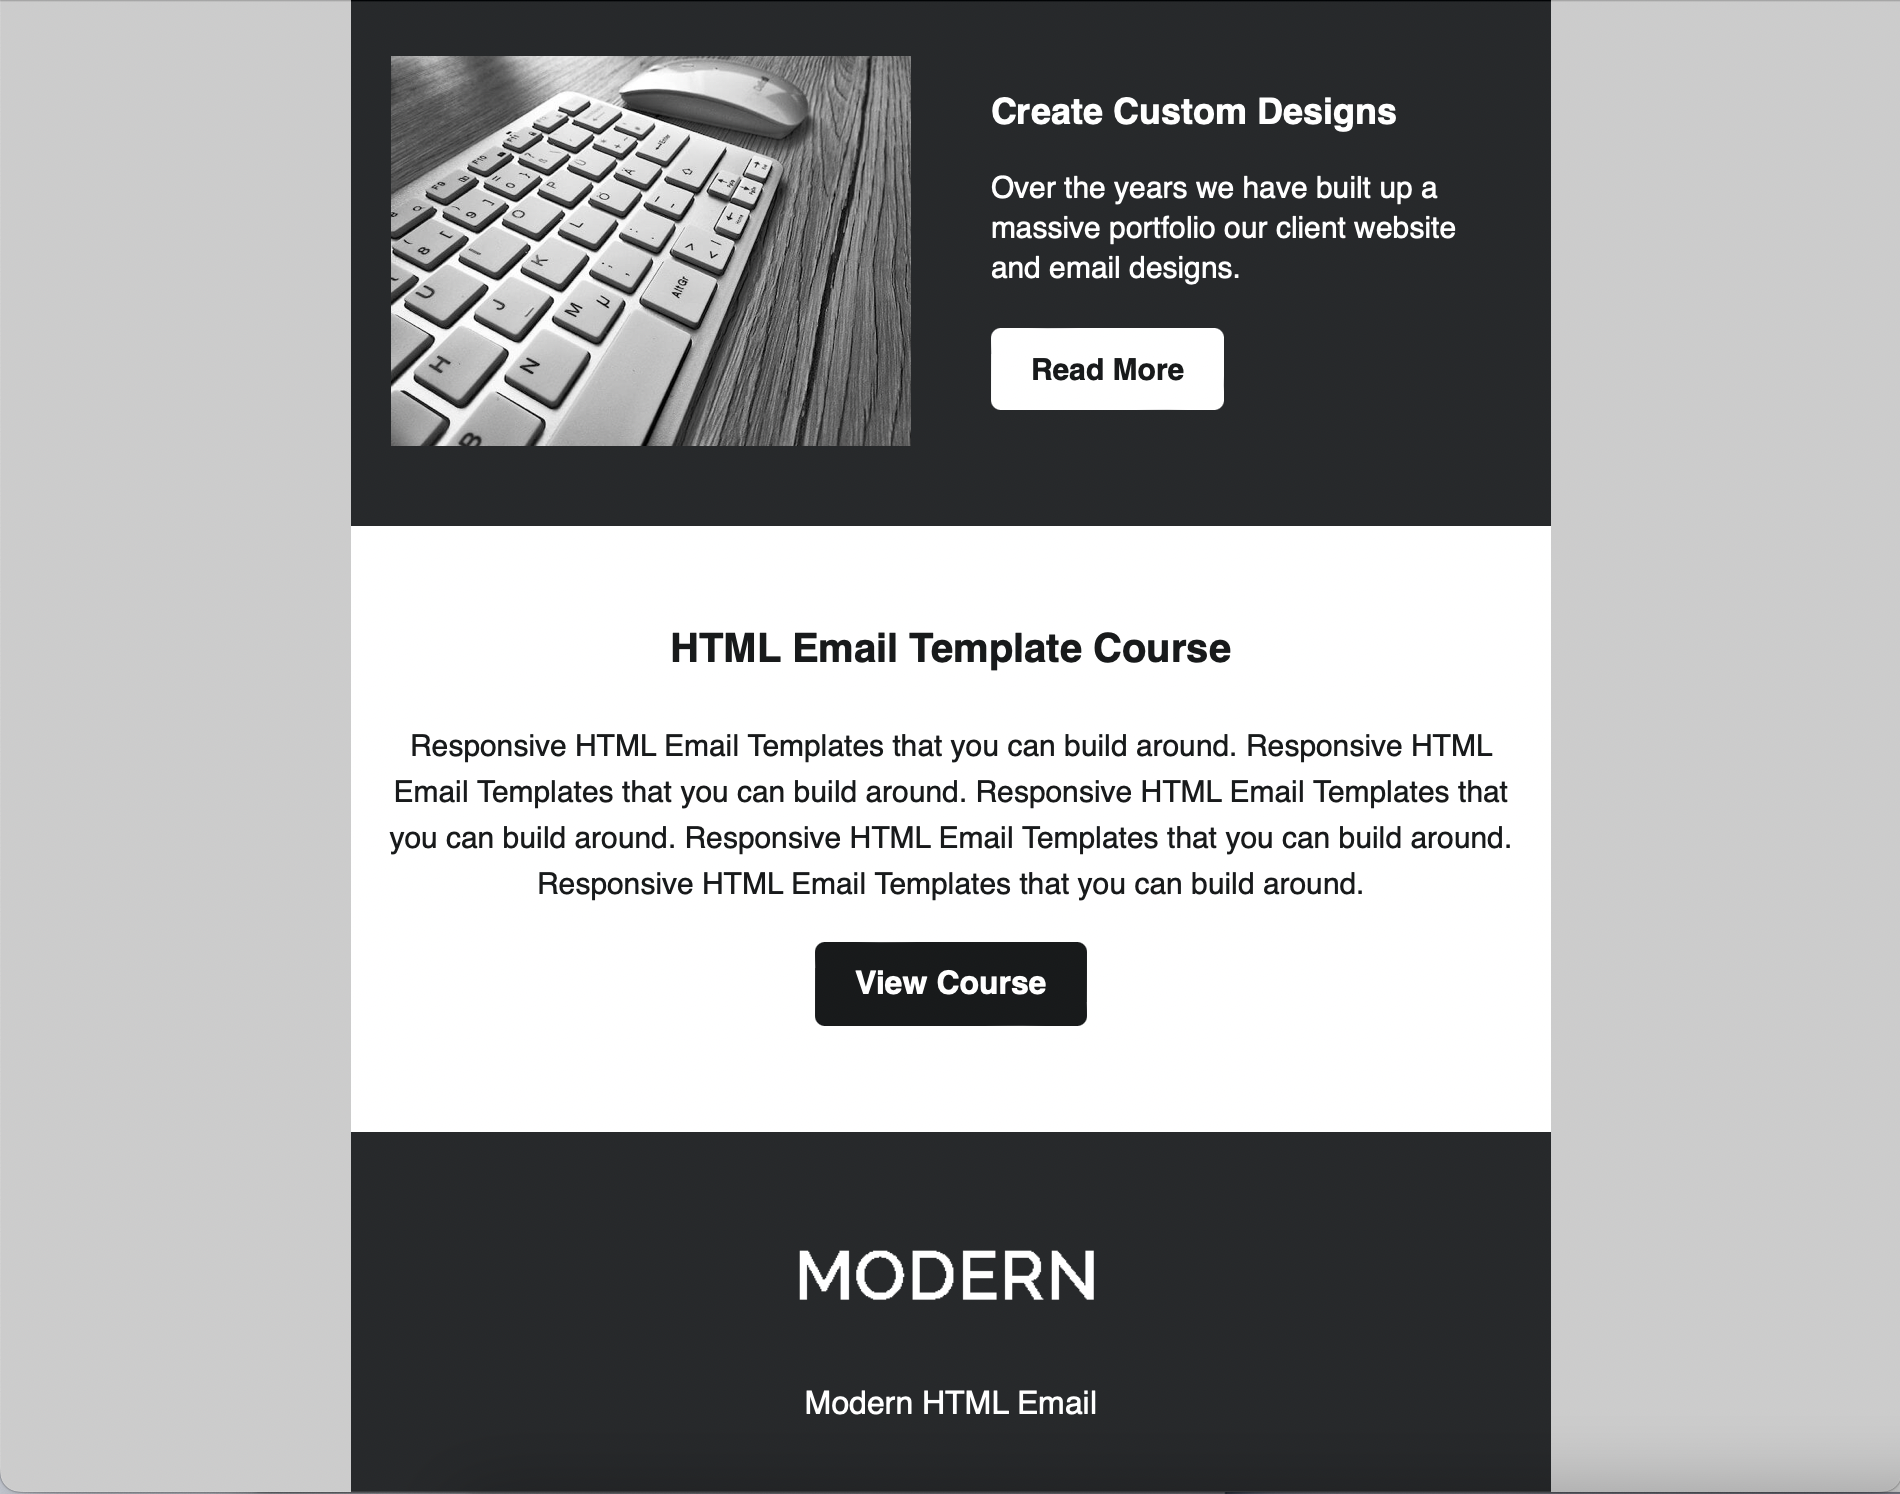 Create Custom Designs
Over the years we have built up a
massive portfolio our client website
and email designs.
Read More
AltGr
U
J
M µ
H
N
B
K
L
O
P
HTML Email Template Course
Responsive HTML Email Templates that you can build around. Responsive HTML
Email Templates that you can build around. Responsive HTML Email Templates that
you can build around. Responsive HTML Email Templates that you can build around.
Responsive HTML Email Templates that you can build around.
View Course
MODERN
Modern HTML Email